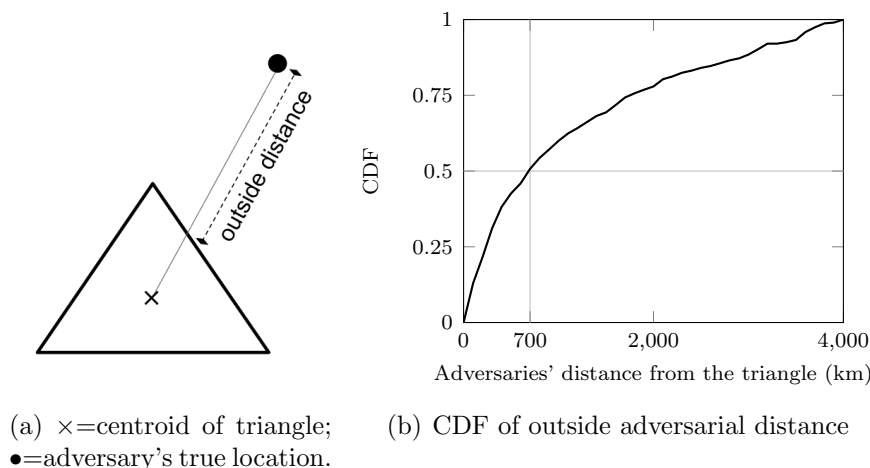 outside distance
1
0.75
0.5
0.25
0
CDF
0 700 2,000 4,000
Adversaries' distance from the triangle (km)
(a) ×=centroid of triangle;
●=adversary's true location.
(b) CDF of outside adversarial distance